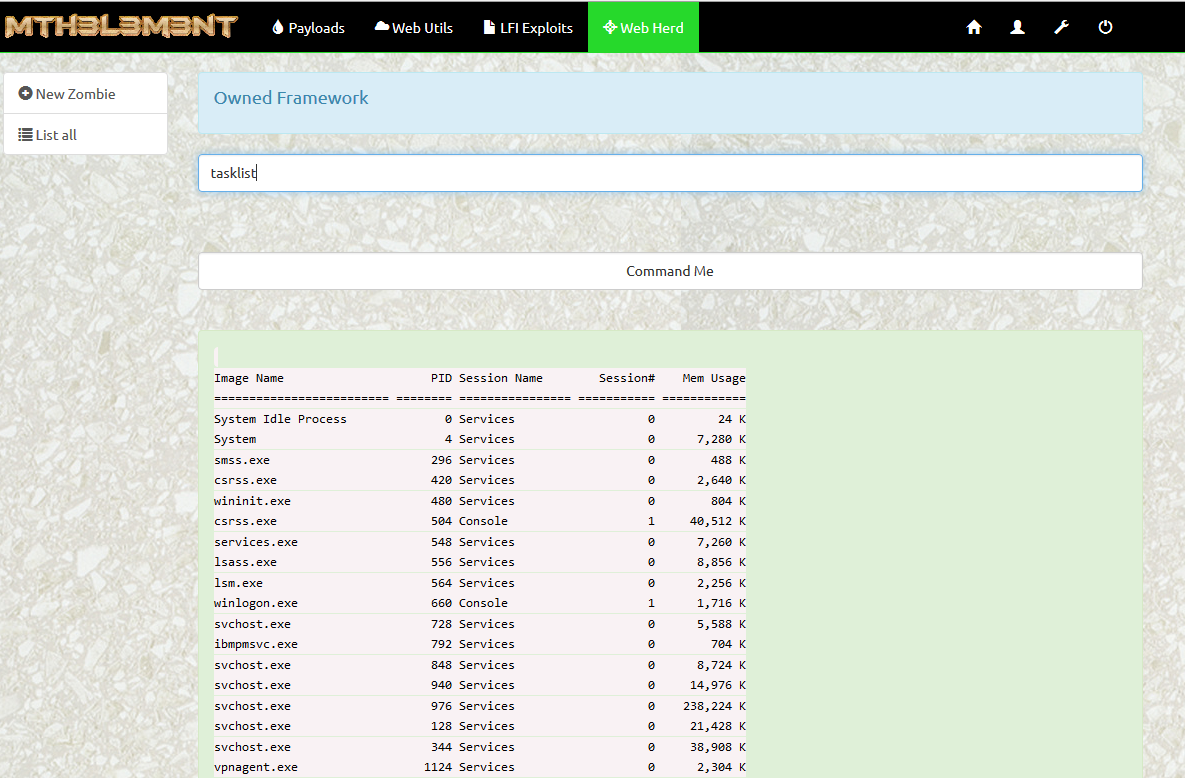 MTH3L3M3NT Payloads Web Utils LFI Exploits Web Herd
New Zombie
List all
Owned Framework
tasklist
Command Me
Image Name                     PID Session Name        Session#    Mem Usage
========================= ======== ================ =========== ============
System Idle Process              0 Services                   0         24 K
System                           4 Services                   0      7,280 K
smss.exe                       296 Services                   0        488 K
csrss.exe                      420 Services                   0      2,640 K
wininit.exe                    480 Services                   0        804 K
csrss.exe                      504 Console                    1     40,512 K
services.exe                   548 Services                   0      7,260 K
lsass.exe                      556 Services                   0      8,856 K
lsm.exe                        564 Services                   0      2,256 K
winlogon.exe                   660 Console                    1      1,716 K
svchost.exe                    728 Services                   0      5,588 K
ibmpmsvc.exe                   792 Services                   0        704 K
svchost.exe                    848 Services                   0      8,724 K
svchost.exe                    940 Services                   0     14,976 K
svchost.exe                    976 Services                   0    238,224 K
svchost.exe                    128 Services                   0     21,428 K
svchost.exe                    344 Services                   0     38,908 K
vpnagent.exe                  1124 Services                   0      2,304 K